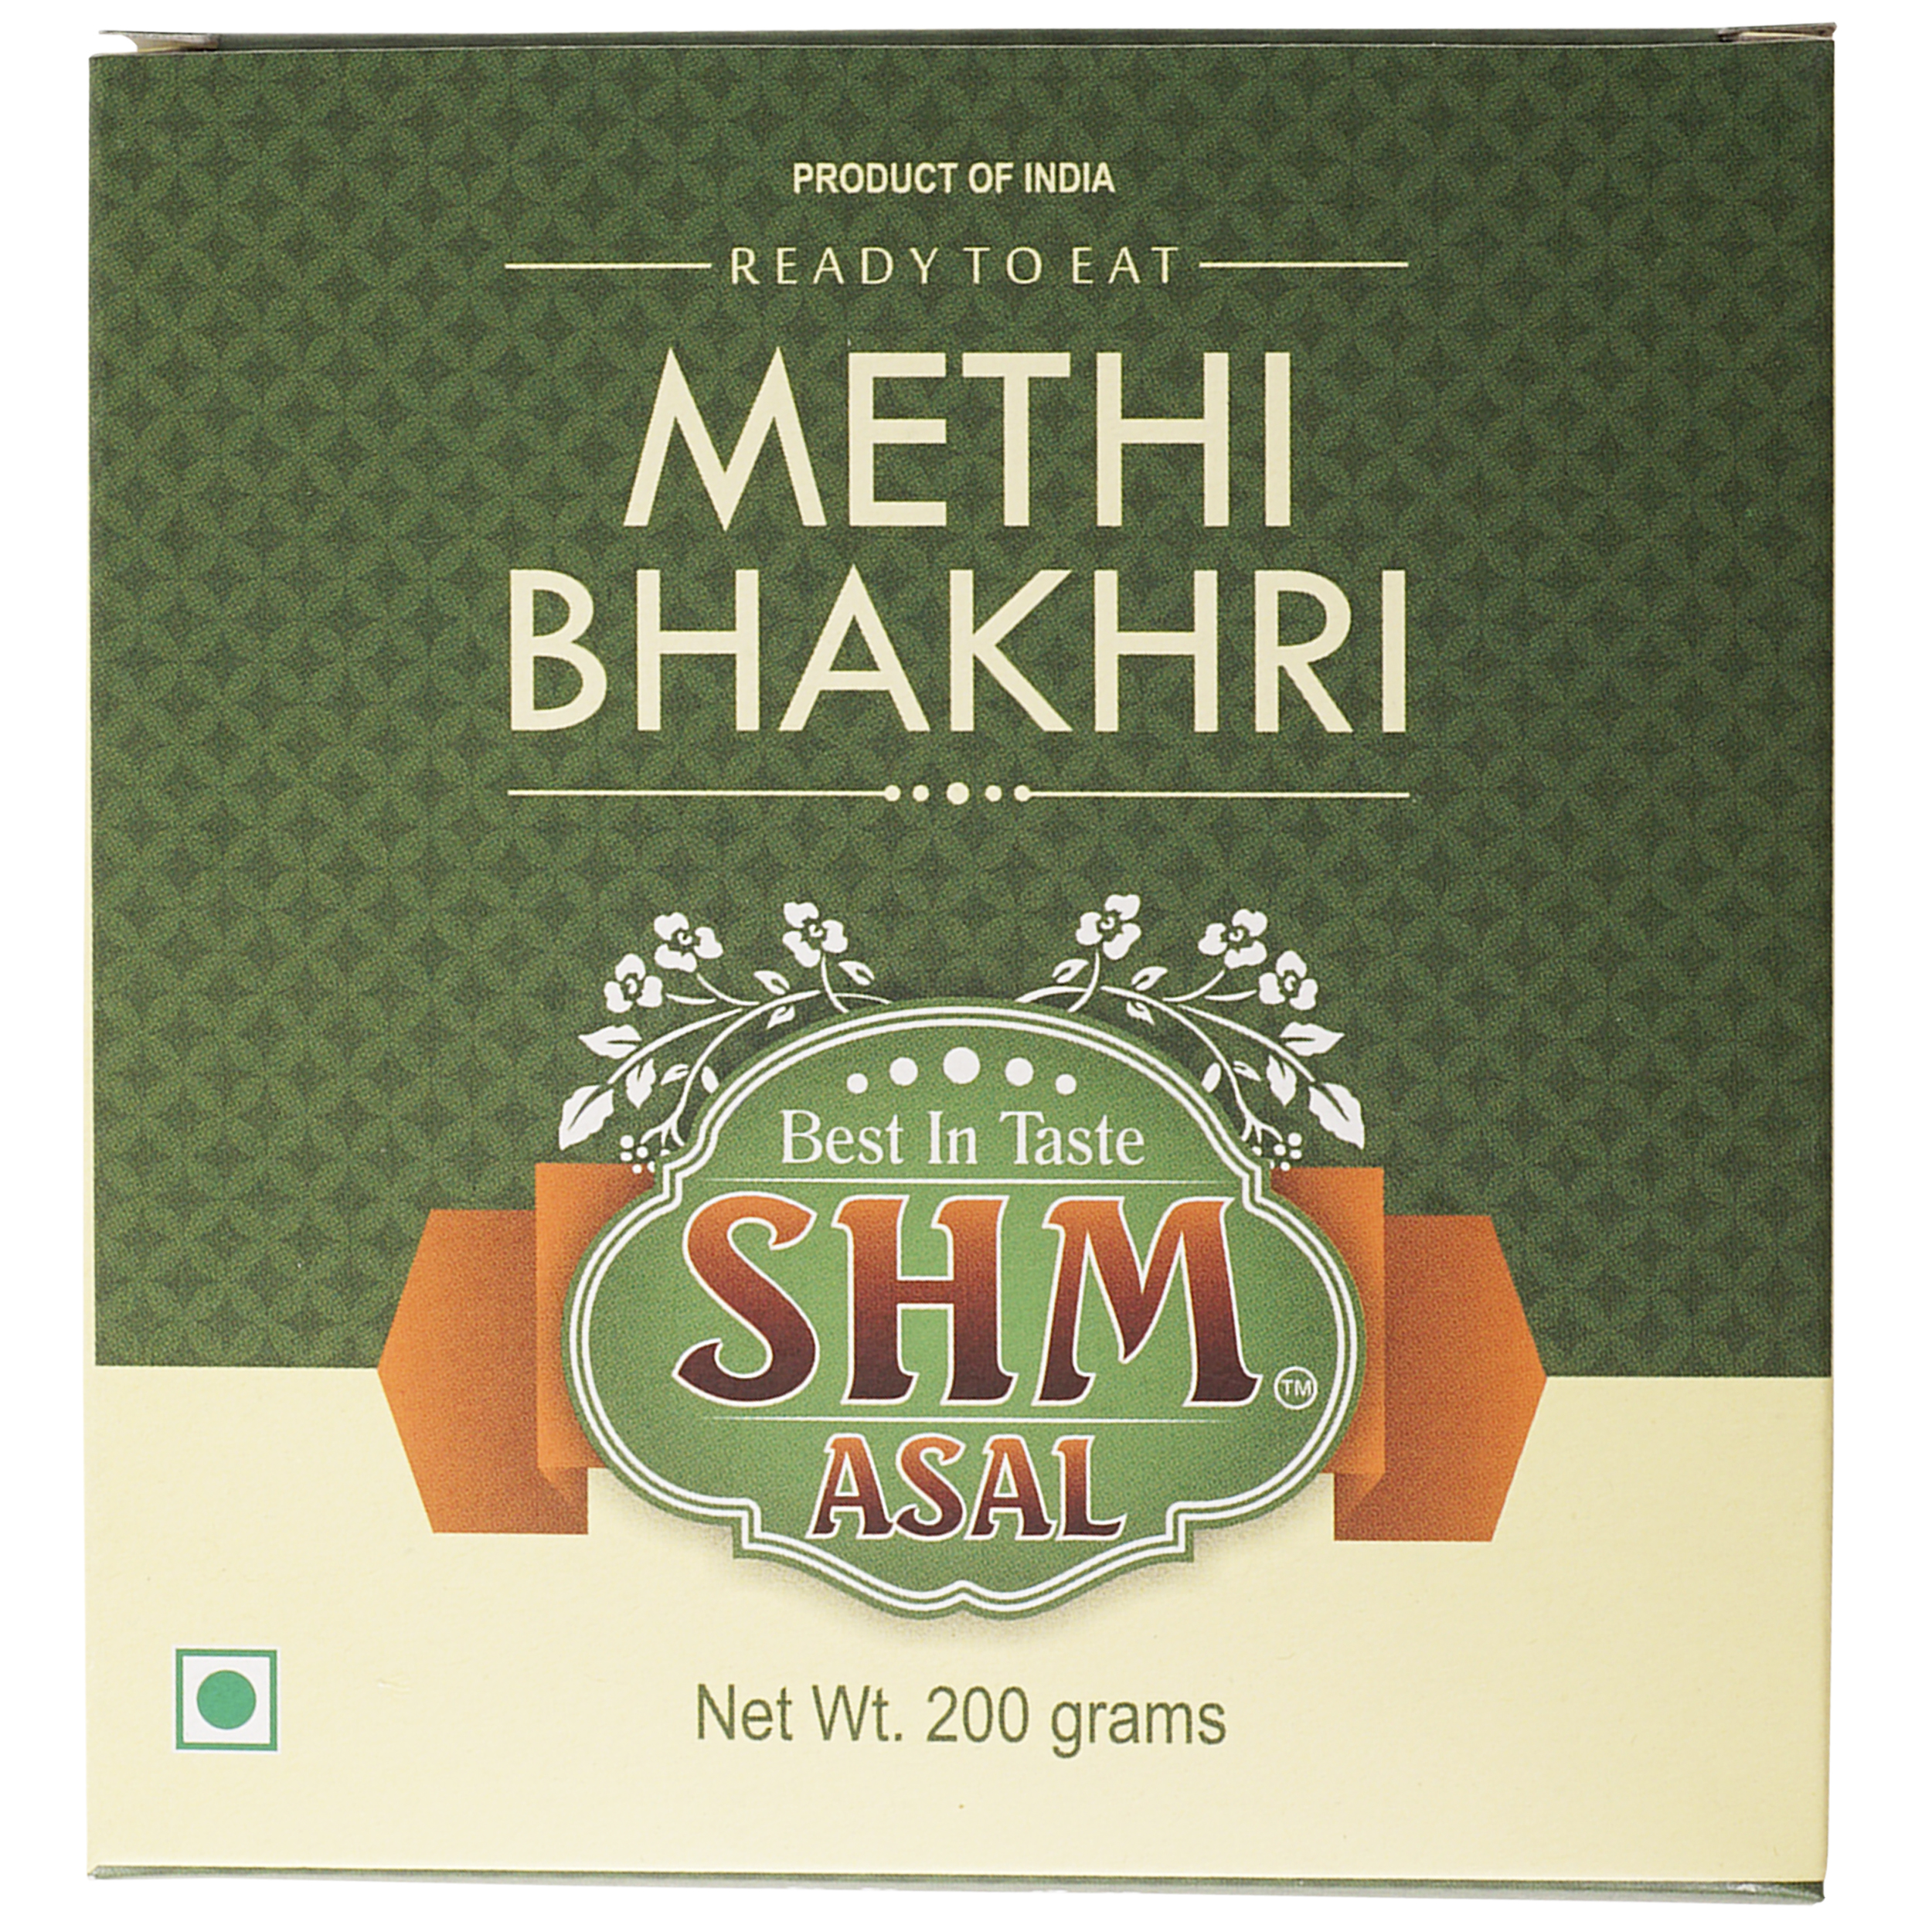 PRODUCT OF INDIA
READY TO EAT
METHI
BHAKHRI
Best In Taste
SHM
TM
ASAL
Net Wt. 200 grams